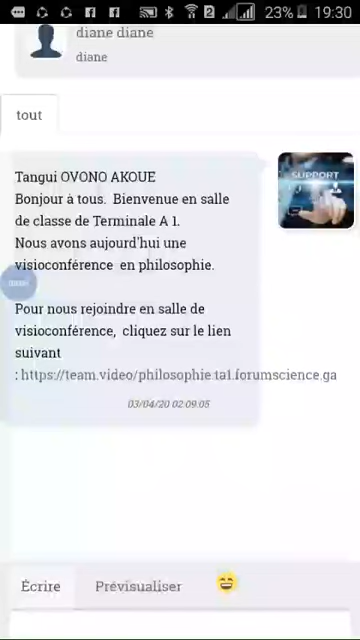 2 23% 19:30
diane diane
diane
tout
Tangui OVONO AKOUE
Bonjour à tous. Bienvenue en salle
de classe de Terminale A 1.
Nous avons aujourd'hui une
visioconférence en philosophie.
Pour nous rejoindre en salle de
visioconférence, cliquez sur le lien
suivant
: https://team.video/philosophie.ta1.forumscience.ga
03/04/20 02:09:05
SUPPORT
Écrire Prévisualiser